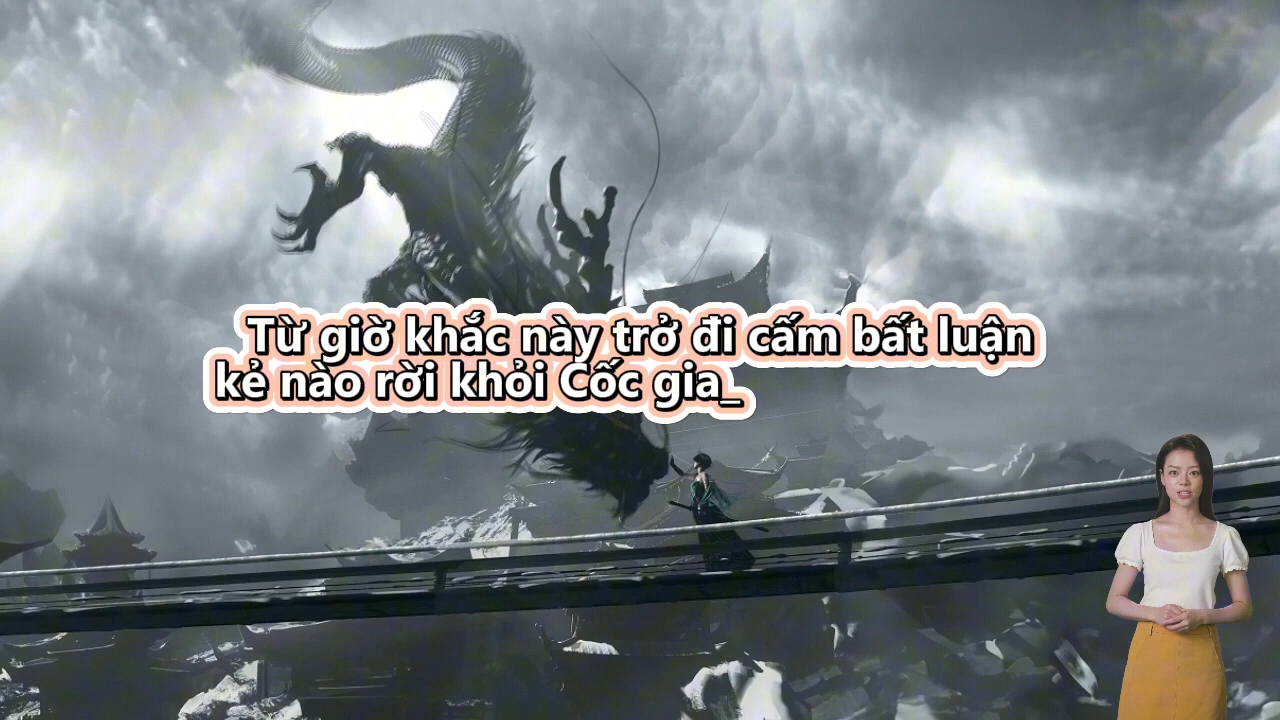 Từ giờ khắc này trở đi cấm bất luận
kẻ nào rời khỏi Cốc gia_